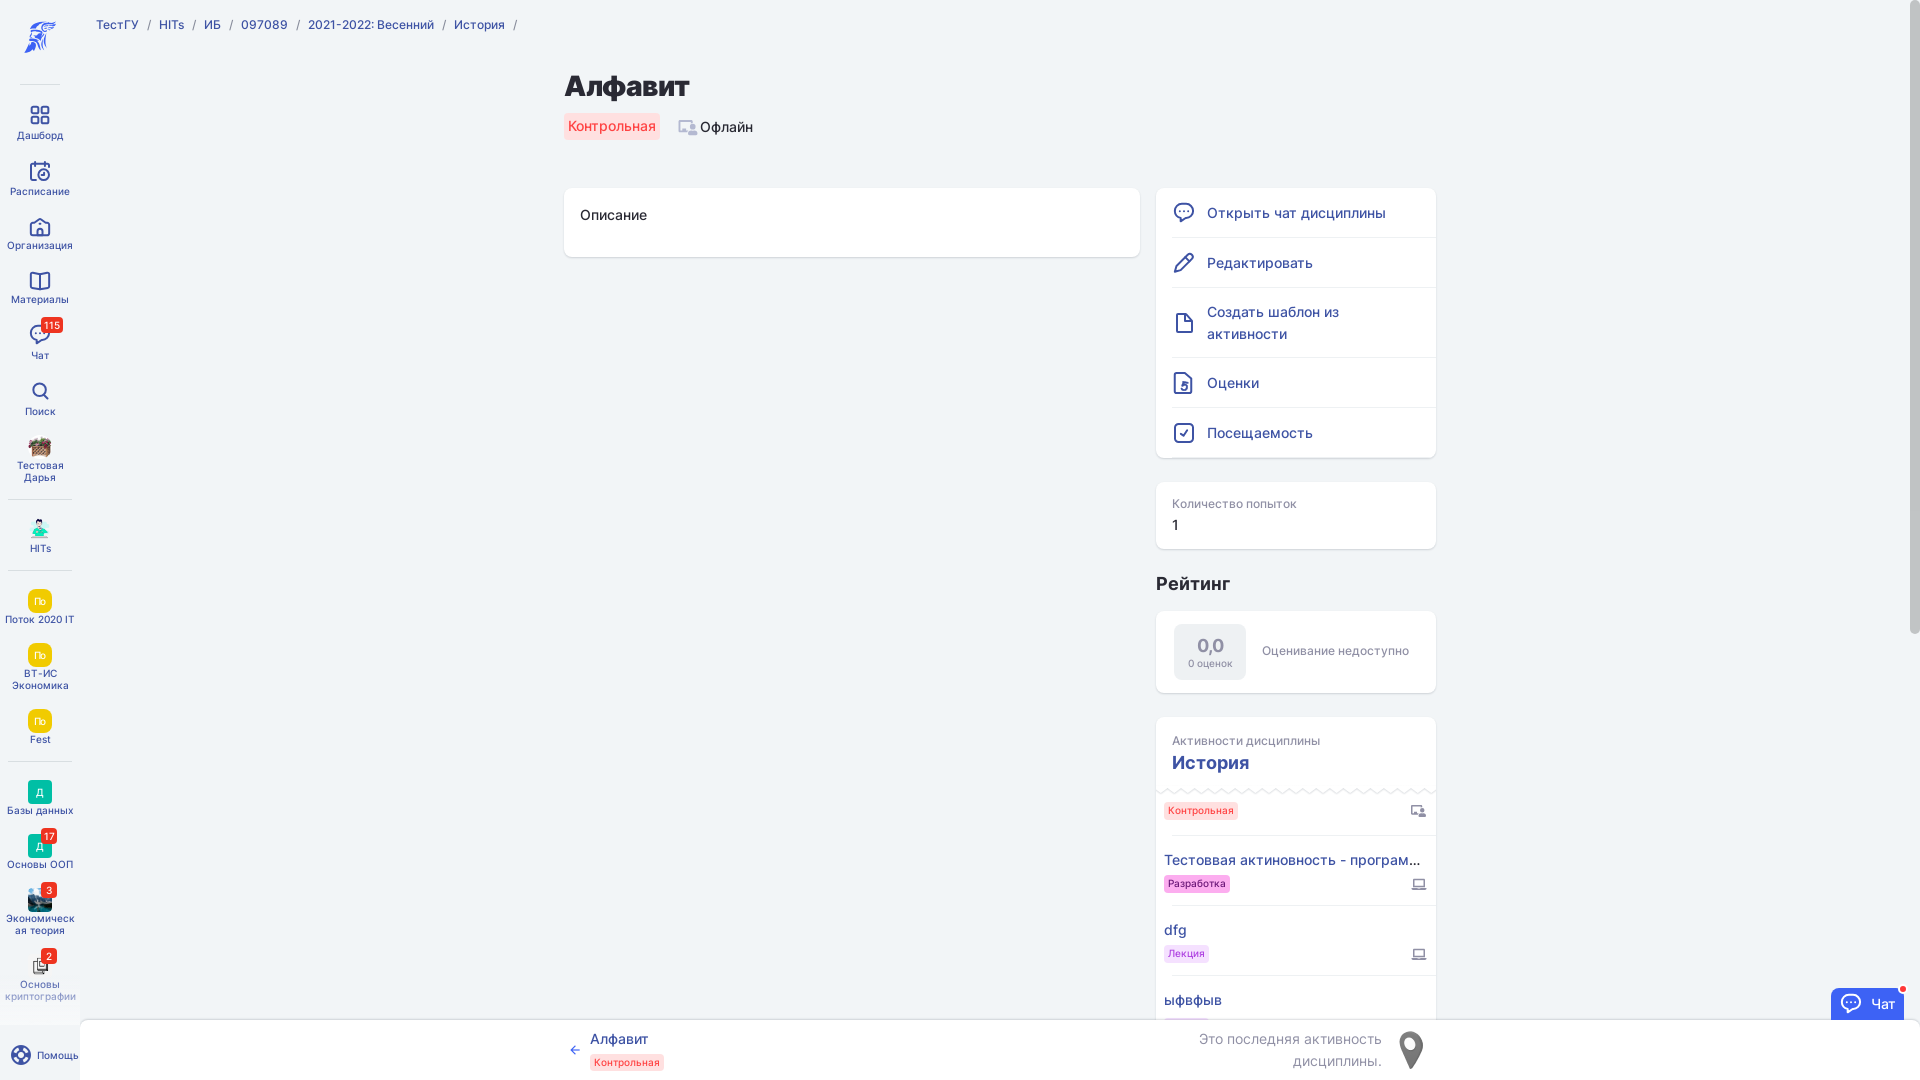 ТестГУ / HITs / ИБ / 097089 / 2021-2022: Весенний / История /
Дашборд
Расписание
Организация
Материалы
115
Чат
Поиск
Тестовая
Дарья
HITs
По
Поток 2020 IT
По
ВТ-ИС
Экономика
По
Fest
Д
Базы данных
17
Д
Основы ООП
3
Экономическ
ая теория
2
Основы
криптографии
Помощь
Алфавит
Контрольная Офлайн
Описание
Открыть чат дисциплины
Редактировать
Создать шаблон из
активности
Оценки
Посещаемость
Количество попыток
1
Рейтинг
0,0
0 оценок
Оценивание недоступно
Активности дисциплины
История
Контрольная
Тестоввая актиновность - програм...
Разработка
dfg
Лекция
ыфвфыв
Чат
Алфавит
Контрольная
Это последняя активность
дисциплины.